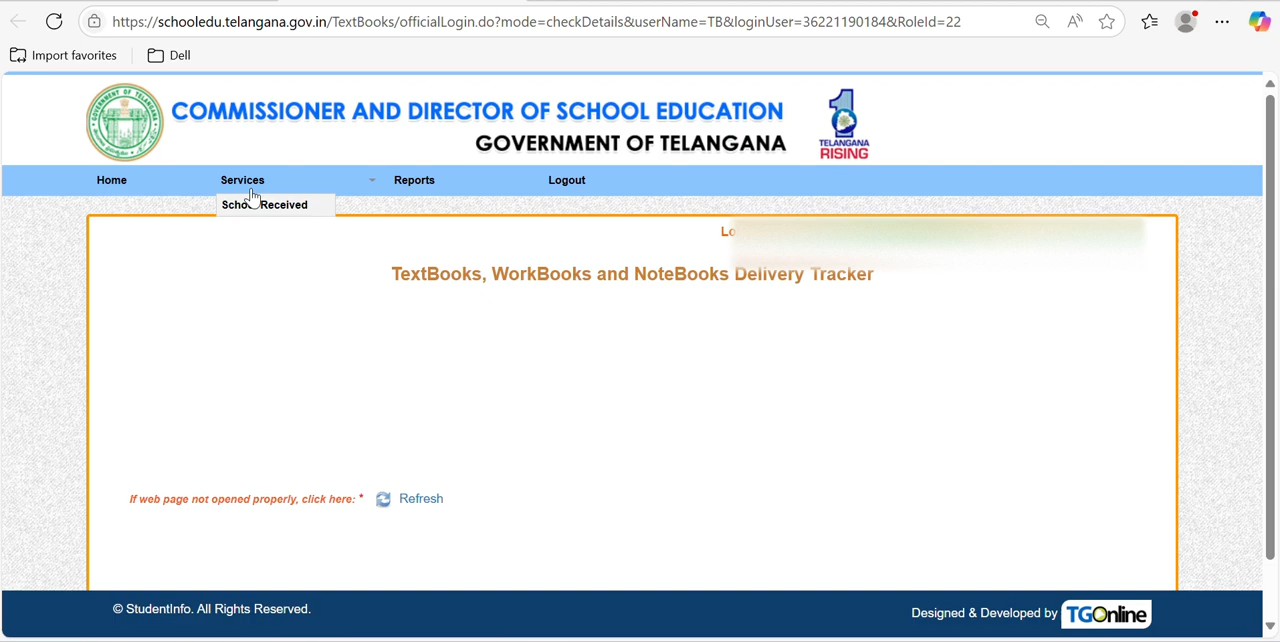 https://schooledu.telangana.gov.in/TextBooks/officialLogin.do?mode=checkDetails&userName=TB&loginUser=36221190184&RoleId=22
Import favorites
Dell
COMMISSIONER AND DIRECTOR OF SCHOOL EDUCATION
GOVERNMENT OF TELANGANA
TELANGANA
RISING
Home Services Reports Logout
School Received
TextBooks, WorkBooks and NoteBooks Delivery Tracker
If web page not opened properly, click here: * Refresh
© StudentInfo. All Rights Reserved.
Designed & Developed by TGOnline